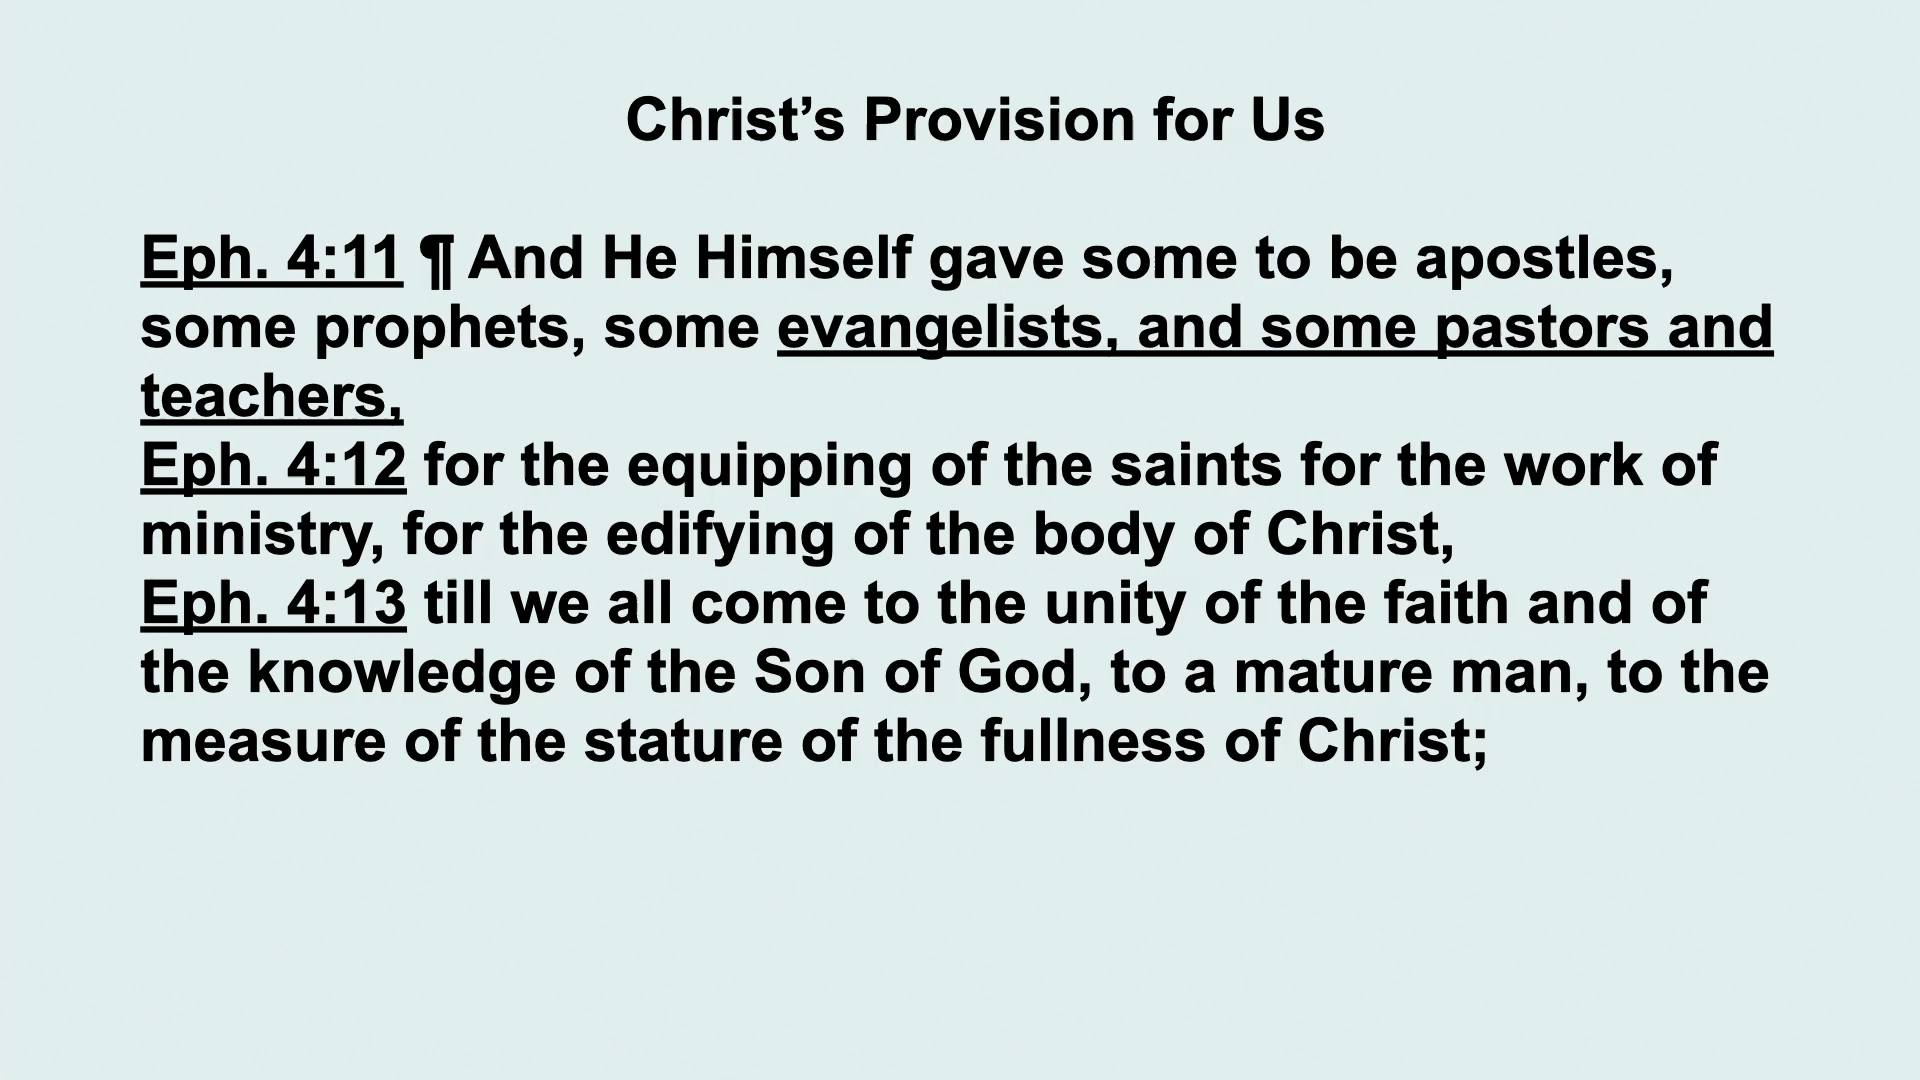 Christ’s Provision for Us
Eph. 4:11 ¶ And He Himself gave some to be apostles,
some prophets, some evangelists, and some pastors and
teachers,
Eph. 4:12 for the equipping of the saints for the work of
ministry, for the edifying of the body of Christ,
Eph. 4:13 till we all come to the unity of the faith and of
the knowledge of the Son of God, to a mature man, to the
measure of the stature of the fullness of Christ;